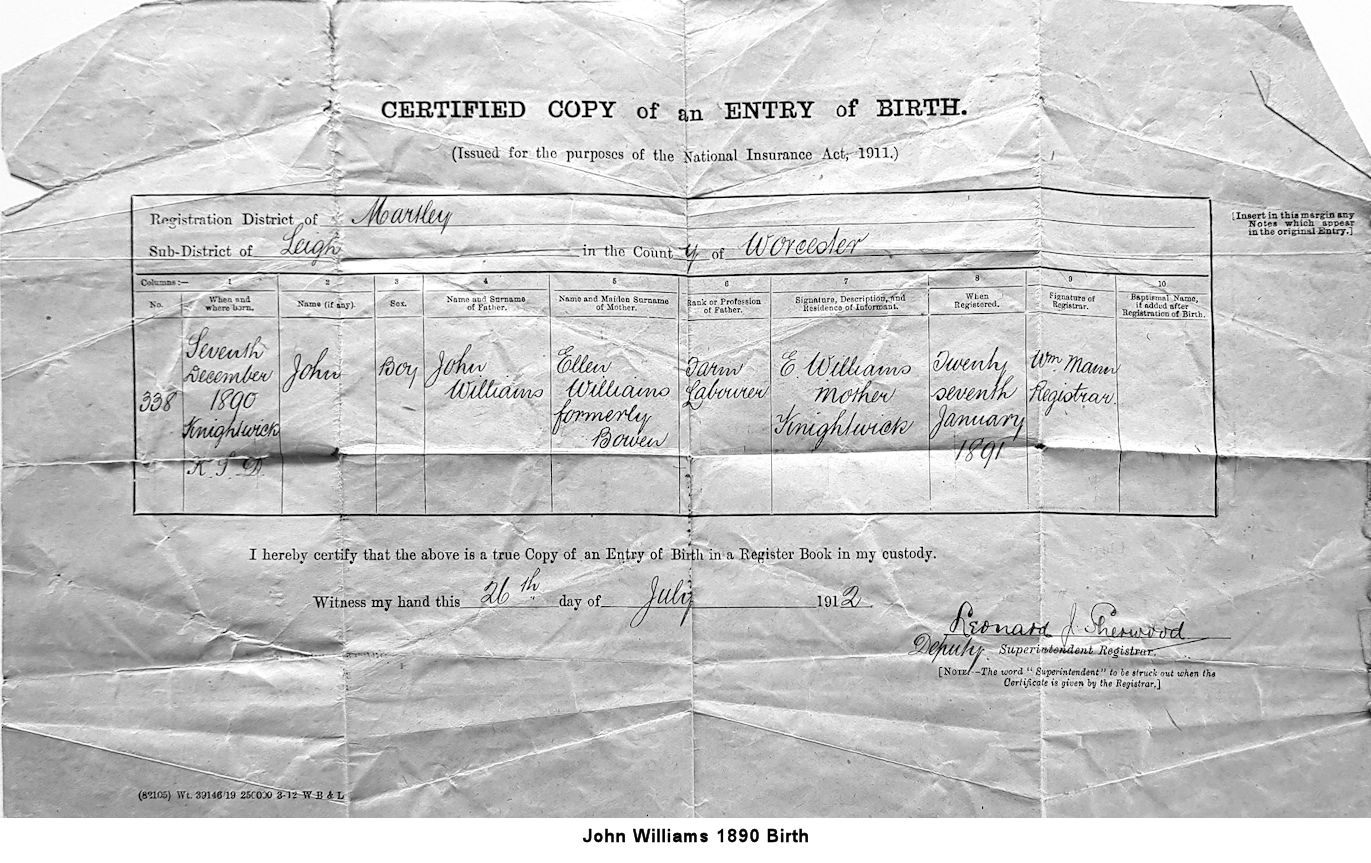 CERTIFIED COPY of an ENTRY of BIRTH.
(Issued for the purposes of the National Insurance Act, 1911.)
Registration District of Martley
Sub-District of Leigh in the County of Worcester
[Insert in this margin any
Notes which appear
in the original Entry.]
Columns:— 1 2 3 4 5 6 7 8 9 10
No. When and where born. Name (if any). Sex. Name and Surname of Father. Name and Maiden Surname of Mother. Rank or Profession of Father. Signature, Description, and Residence of Informant. When Registered. Signature of Registrar. Baptismal Name, if added after Registration of Birth.
338
Seventh
December
1890
Knightwick
K. S. D.
John
Boy
John
Williams
Ellen
Williams
formerly
Bowen
Farm
Labourer
E Williams
mother
Knightwick
Twenty
seventh
January
1891
Wm Mann
Registrar.
I hereby certify that the above is a true Copy of an Entry of Birth in a Register Book in my custody.
Witness my hand this 26th day of July 1912
Leonard J. Sherwood
Deputy Superintendent Registrar.
[NOTE.—The word "Superintendent" to be struck out when the
Certificate is given by the Registrar.]
(82105) Wt. 39146/19 250000 3-12 W B & L
John Williams 1890 Birth